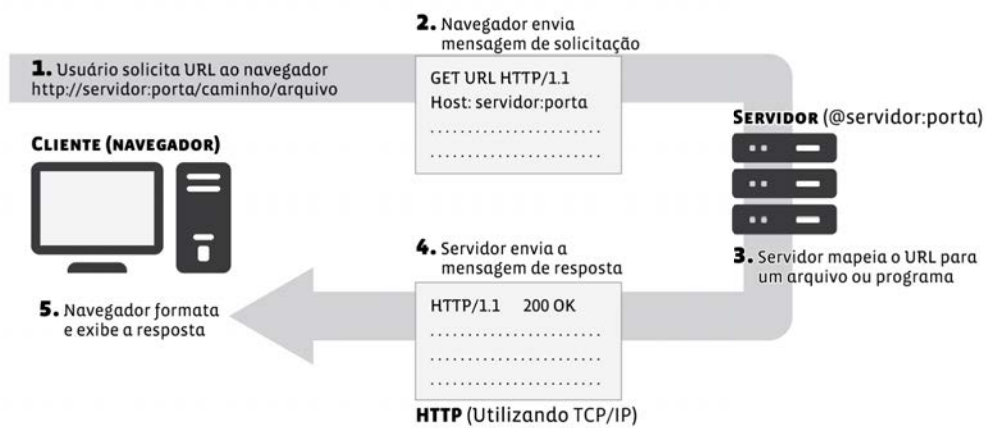 2. Navegador envia
mensagem de solicitação
1. Usuário solicita URL ao navegador
http://servidor:porta/caminho/arquivo
GET URL HTTP/1.1
Host: servidor:porta
. . . . . . . . . . . . . . . . . . . . . .
. . . . . . . . . . . . . . . . . . . . . .
SERVIDOR (@servidor:porta)
CLIENTE (NAVEGADOR)
3. Servidor mapeia o URL para
um arquivo ou programa
4. Servidor envia a
mensagem de resposta
HTTP/1.1 200 OK
. . . . . . . . . . . . . . . . . . . . . .
. . . . . . . . . . . . . . . . . . . . . .
. . . . . . . . . . . . . . . . . . . . . .
5. Navegador formata
e exibe a resposta
HTTP (Utilizando TCP/IP)